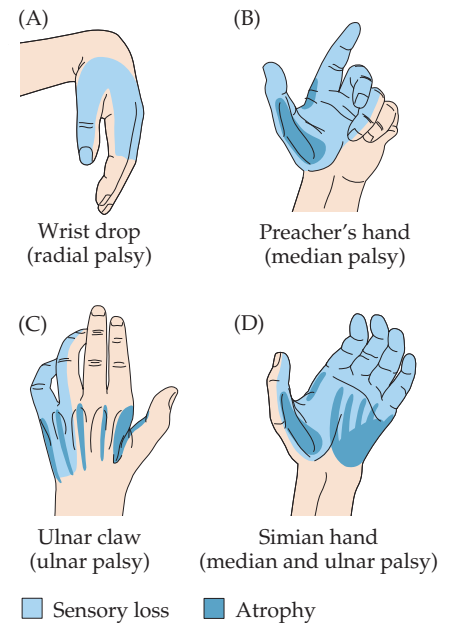 (A)
(B)
Wrist drop
(radial palsy)
Preacher's hand
(median palsy)
(C)
(D)
Ulnar claw
(ulnar palsy)
Simian hand
(median and ulnar palsy)
Sensory loss
Atrophy